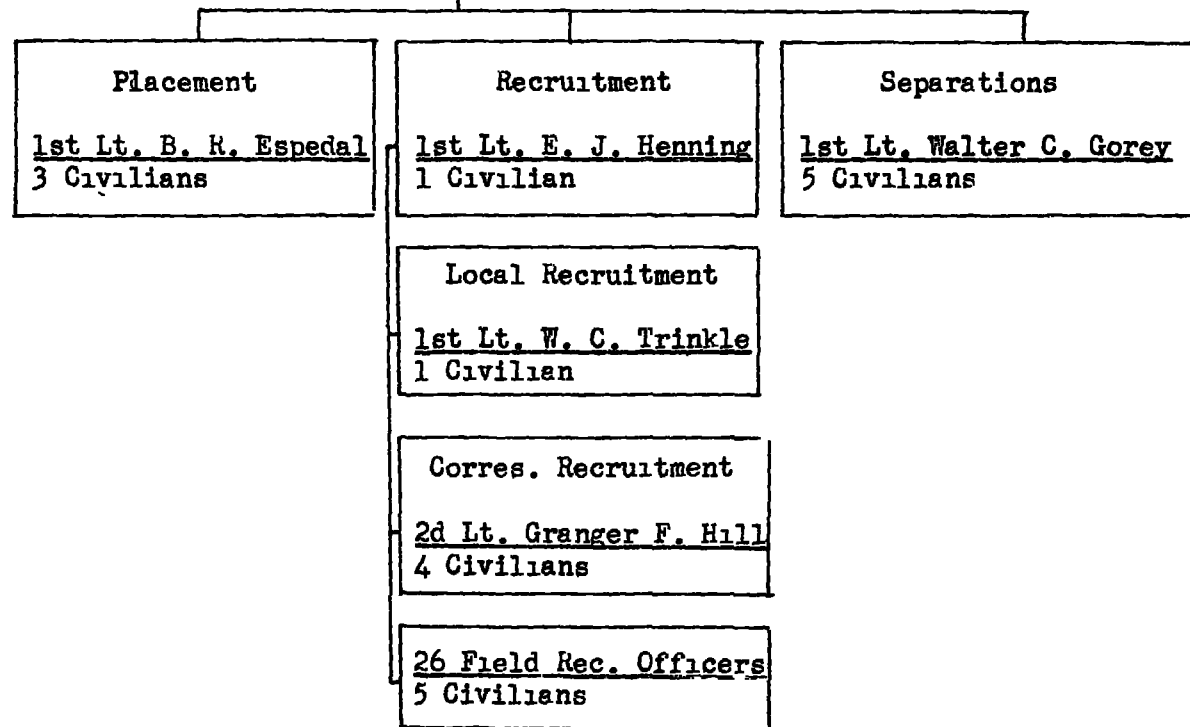 Placement
1st Lt. B. R. Espedal
3 Civilians
Recruitment
1st Lt. E. J. Henning
1 Civilian
Separations
1st Lt. Walter C. Gorey
5 Civilians
Local Recruitment
1st Lt. W. C. Trinkle
1 Civilian
Corres. Recruitment
2d Lt. Granger F. Hill
4 Civilians
26 Field Rec. Officers
5 Civilians